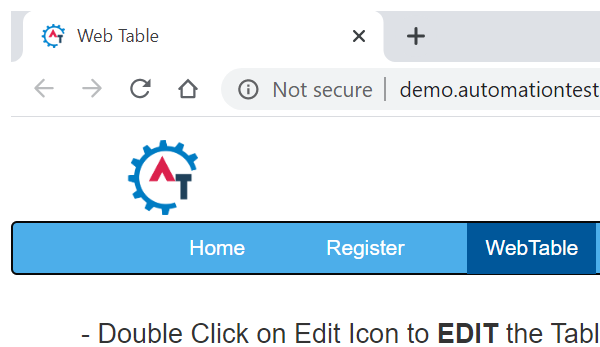 Web Table
Not secure | demo.automationtest
AT
Home Register WebTable
- Double Click on Edit Icon to EDIT the Tabl